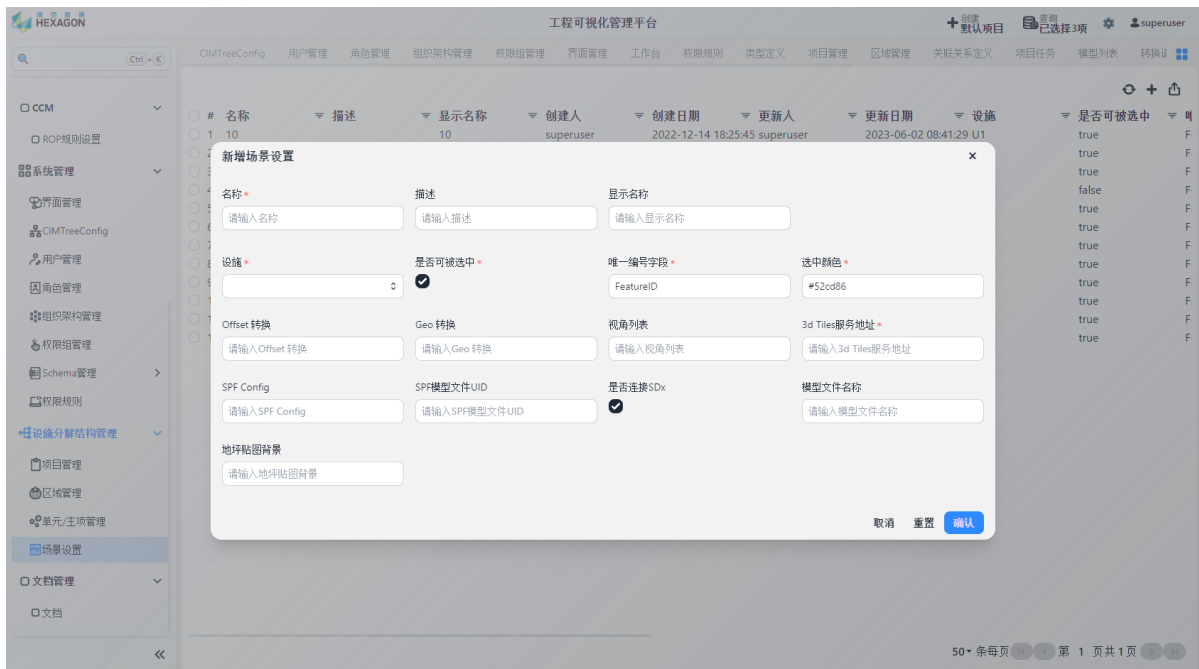 海克斯康
HEXAGON
工程可视化管理平台
创建
默认项目
查询
已选择3项
superuser
Ctrl + K
CIMTreeConfig 用户管理 角色管理 组织架构管理 权限组管理 界面管理 工作台 权限规则 类型定义 项目管理 区域管理 关联关系定义 项目任务 模型列表
CCM
ROP规则设置
系统管理
界面管理
CIMTreeConfig
用户管理
角色管理
组织架构管理
权限组管理
Schema管理
权限规则
设施分解结构管理
项目管理
区域管理
单元/主项管理
场景设置
文档管理
文档
# 名称 描述 显示名称 创建人 创建日期 更新人 更新日期 设施 是否可被选中
1 10 10 superuser 2022-12-14 18:25:45 superuser 2023-06-02 08:41:29 U1 true F
true F
true F
false F
true F
true F
true F
true F
true F
true F
true F
true F
新增场景设置
名称* 描述 显示名称
请输入名称 请输入描述 请输入显示名称
设施* 是否可被选中* 唯一编号字段* 选中颜色*
FeatureID #52cd86
Offset 转换 Geo 转换 视角列表 3d Tiles服务地址*
请输入Offset 转换 请输入Geo 转换 请输入视角列表 请输入3d Tiles服务地址
SPF Config SPF模型文件UID 是否连接SDx 模型文件名称
请输入SPF Config 请输入SPF模型文件UID 请输入模型文件名称
地坪贴图背景
请输入地坪贴图背景
取消 重置 确认
50 条每页 第 1 页共1页